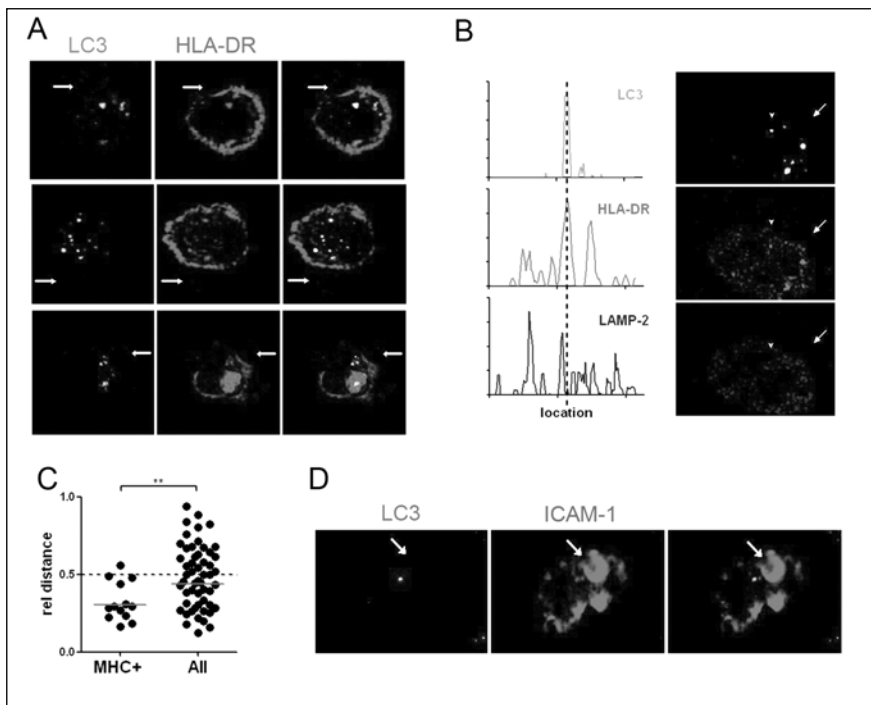 A
LC3 HLA-DR
B
LC3
HLA-DR
LAMP-2
location
C
**
1.0
0.5
0.0
rel distance
MHC+ All
D
LC3 ICAM-1